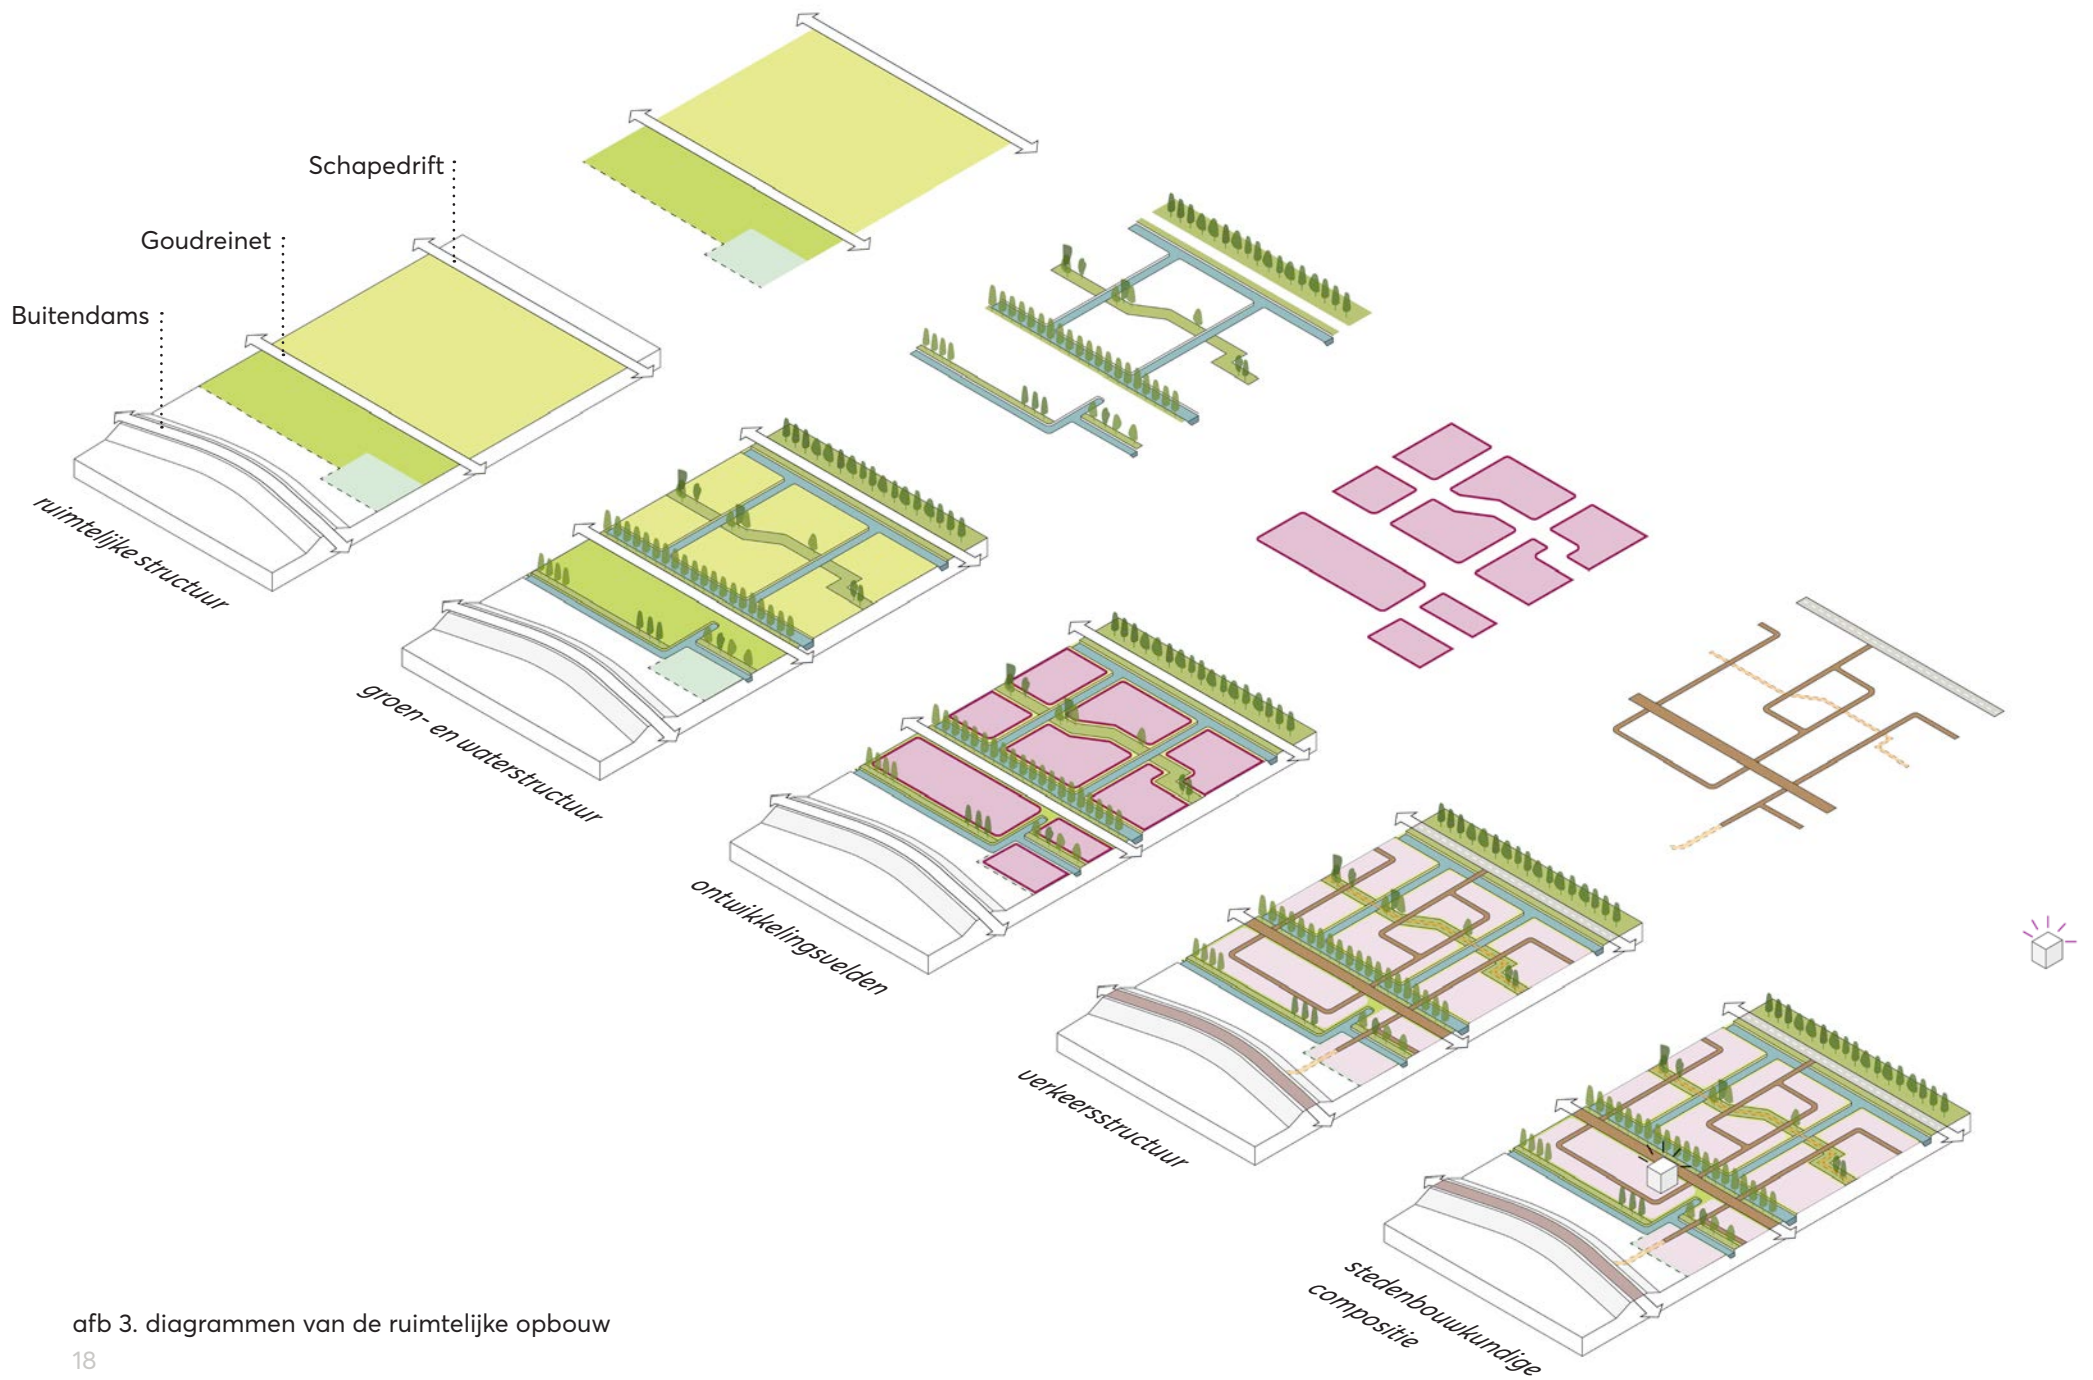 Schapedrift
Goudreinet
Buitendams
ruimtelijke structuur
groen- en waterstructuur
ontwikkelingsvelden
verkeersstructuur
stedenbouwkundige
compositie
afb 3. diagrammen van de ruimtelijke opbouw
18